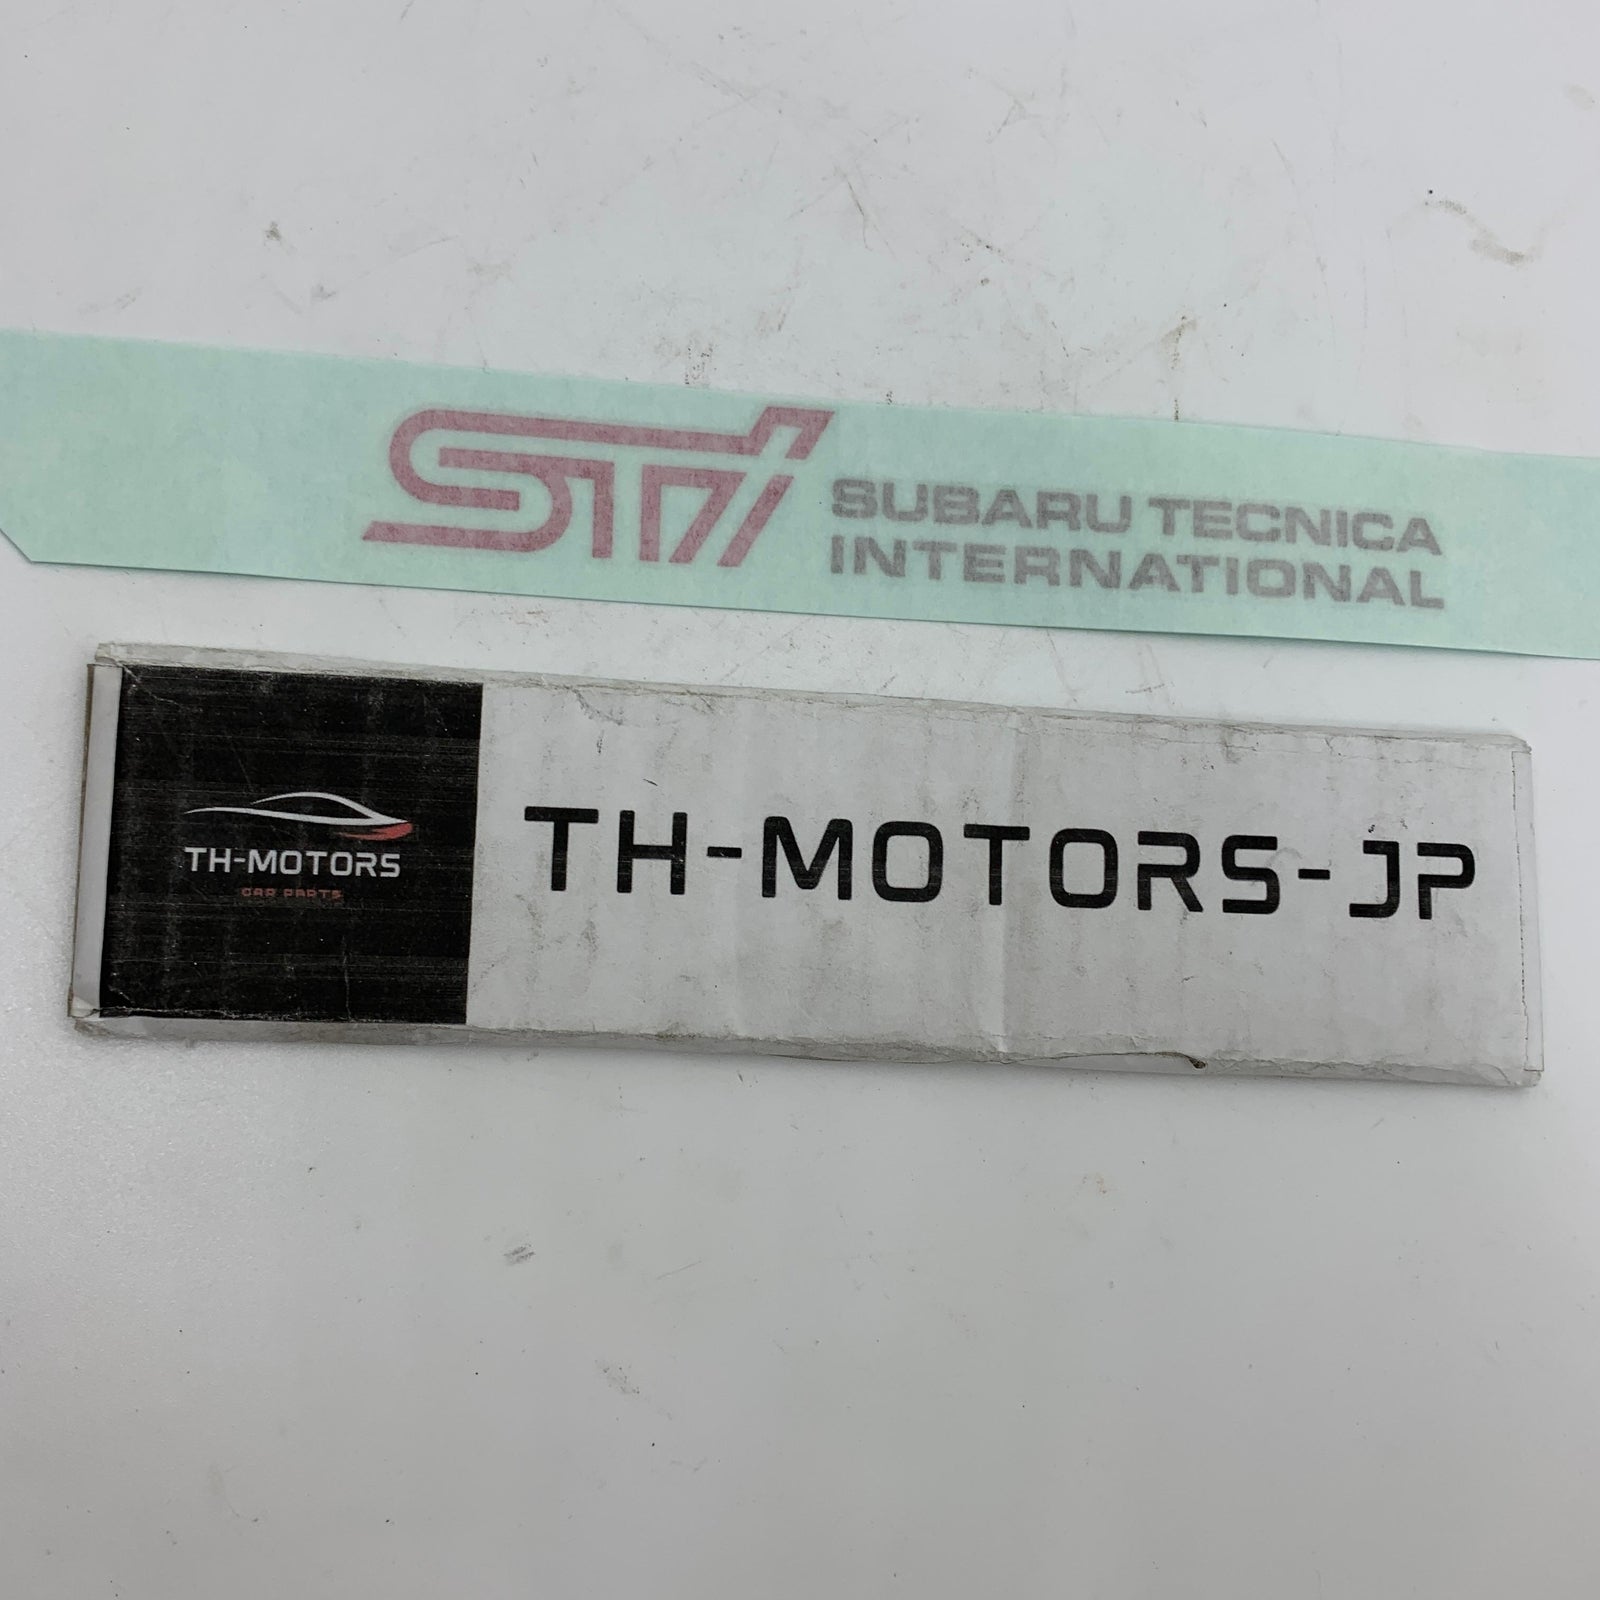 STI
SUBARU TECNICA
INTERNATIONAL
TH-MOTORS
CAR PARTS
TH-MOTORS-JP